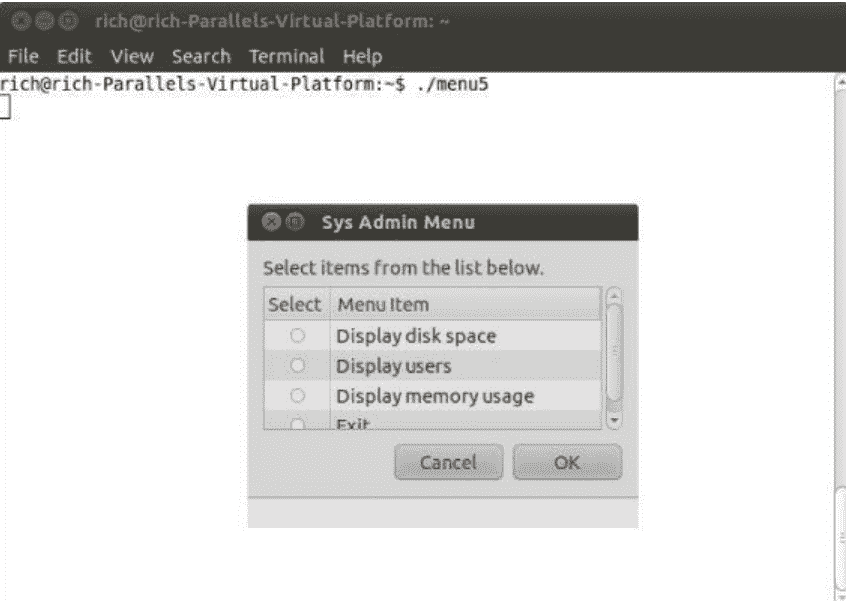 rich@rich-Parallels-Virtual-Platform: ~
File Edit View Search Terminal Help
rich@rich-Parallels-Virtual-Platform:~$ ./menu5
Sys Admin Menu
Select items from the list below.
Select Menu Item
Display disk space
Display users
Display memory usage
Exit
Cancel OK